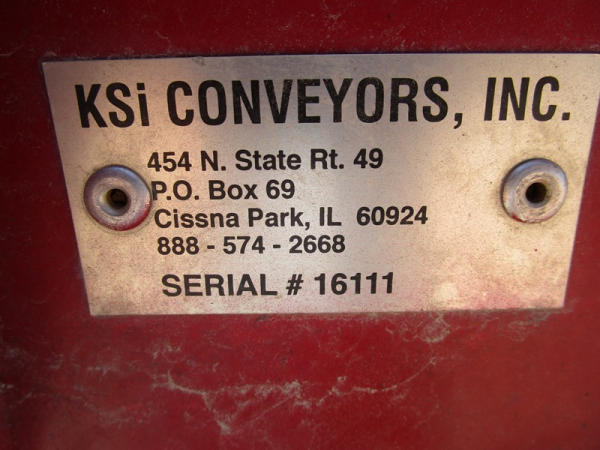 KSi CONVEYORS, INC.
454 N. State Rt. 49
P.O. Box 69
Cissna Park, IL 60924
888 - 574 - 2668
SERIAL # 16111